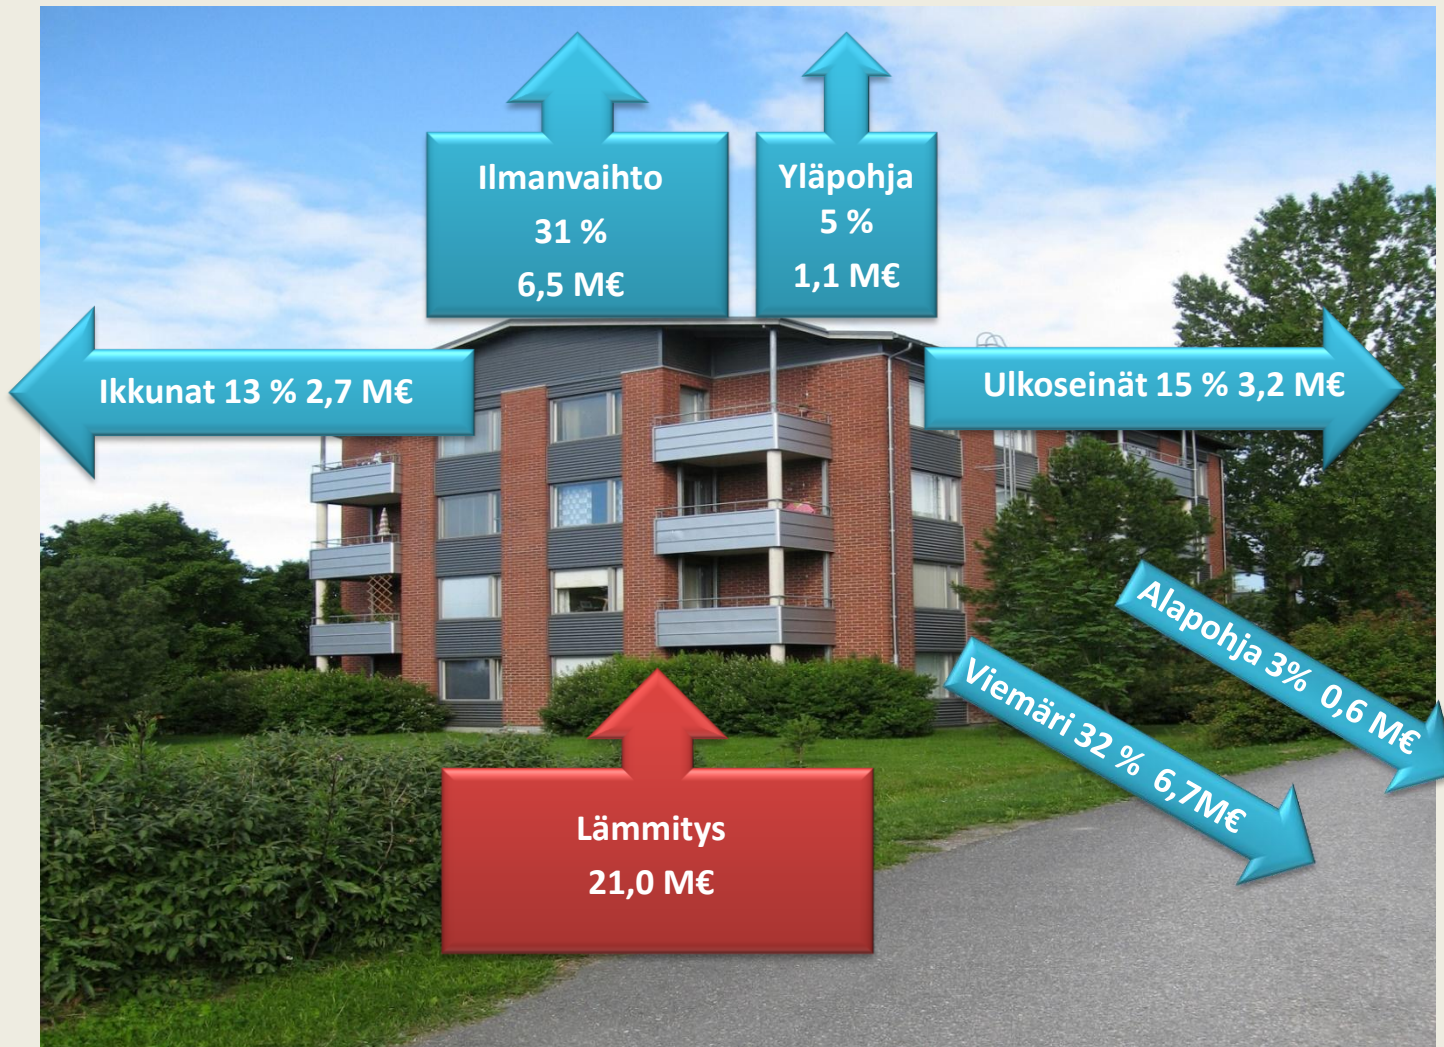 Ilmanvaihto
31 %
6,5 M€
Yläpohja
5 %
1,1 M€
Ikkunat 13 % 2,7 M€
Ulkoseinät 15 % 3,2 M€
Alapohja 3% 0,6 M€
Viemäri 32 % 6,7M€
Lämmitys
21,0 M€